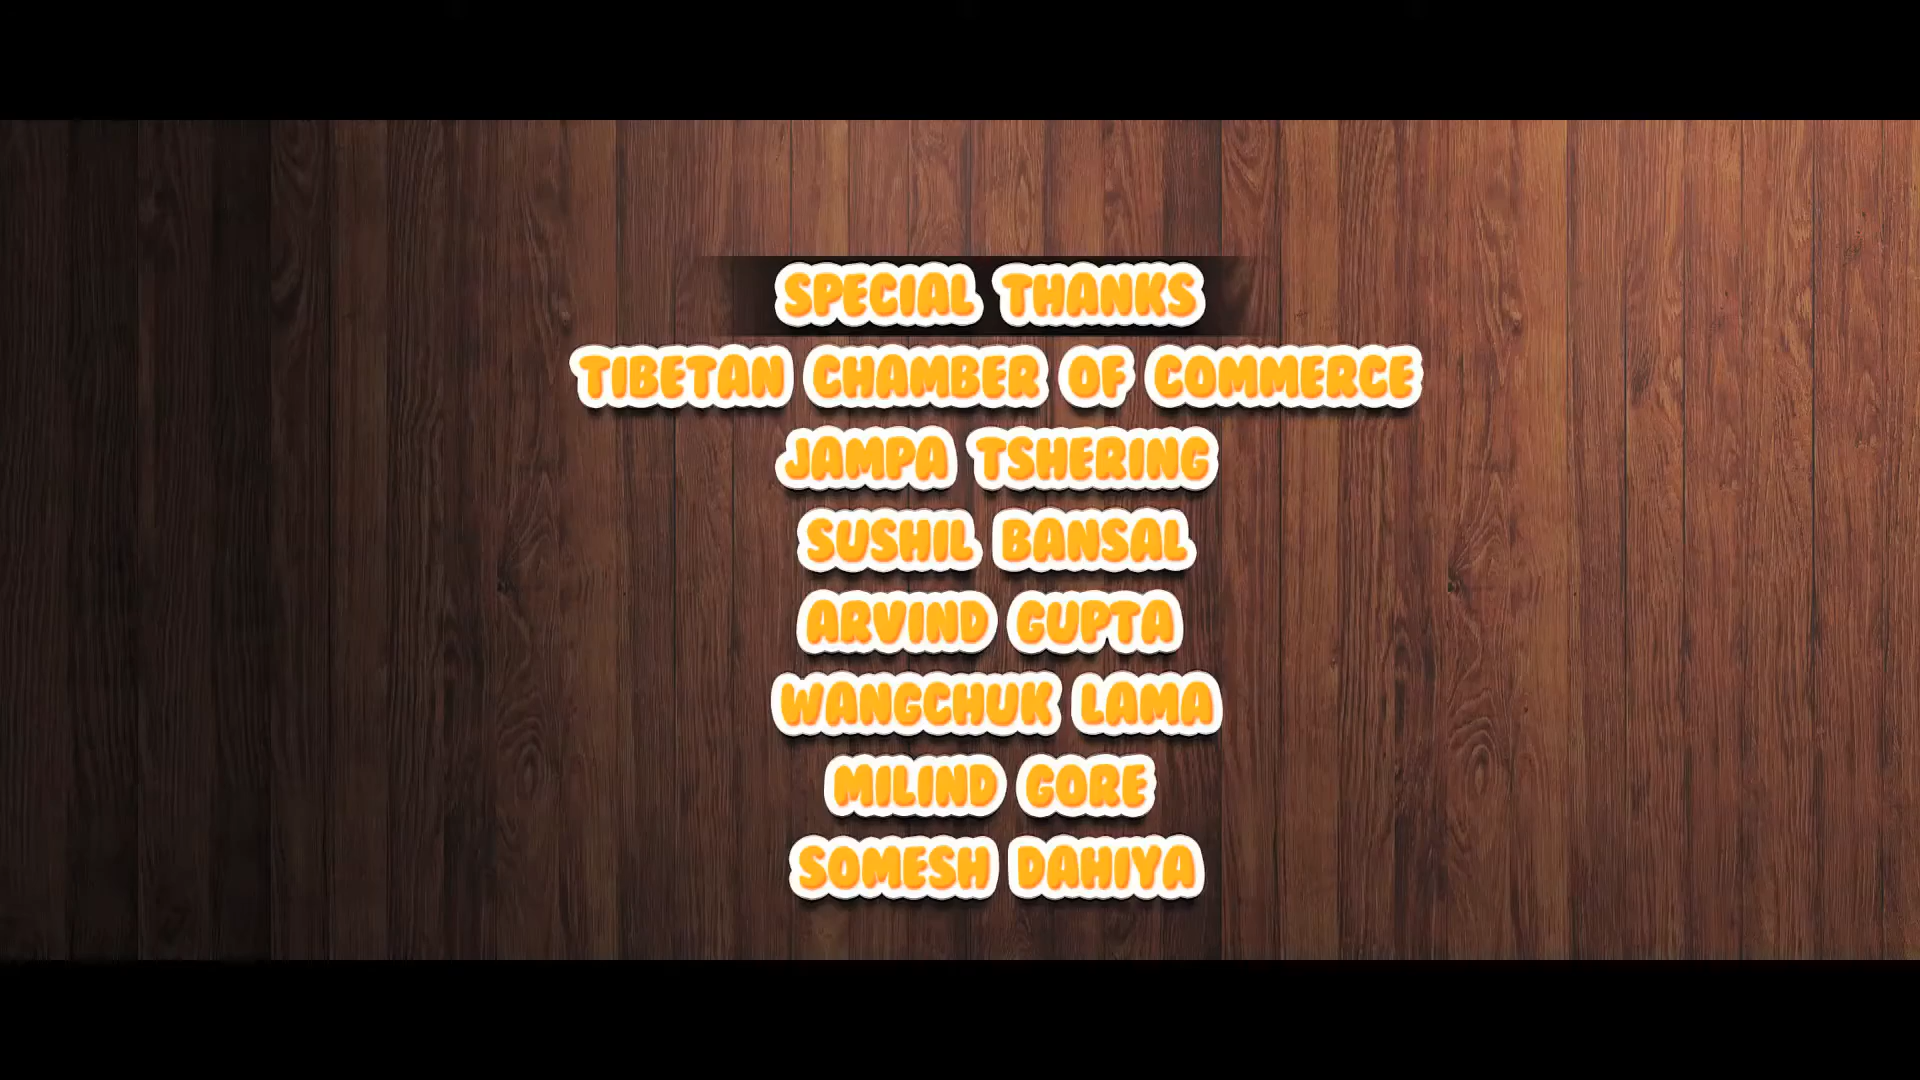 SPECIAL THANKS
TIBETAN CHAMBER OF COMMERCE
JAMPA TSHERING
SUSHIL BANSAL
ARVIND GUPTA
WANGCHUK LAMA
MILIND GORE
SOMESH DAHIYA